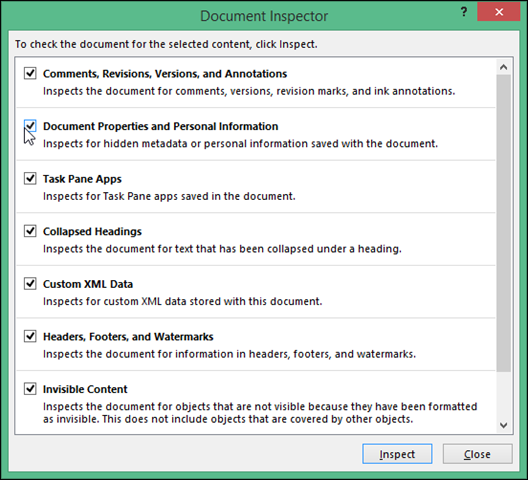 Document Inspector
?
To check the document for the selected content, click Inspect.
Comments, Revisions, Versions, and Annotations
Inspects the document for comments, versions, revision marks, and ink annotations.
Document Properties and Personal Information
Inspects for hidden metadata or personal information saved with the document.
Task Pane Apps
Inspects for Task Pane apps saved in the document.
Collapsed Headings
Inspects the document for text that has been collapsed under a heading.
Custom XML Data
Inspects for custom XML data stored with this document.
Headers, Footers, and Watermarks
Inspects the document for information in headers, footers, and watermarks.
Invisible Content
Inspects the document for objects that are not visible because they have been formatted
as invisible. This does not include objects that are covered by other objects.
Inspect
Close